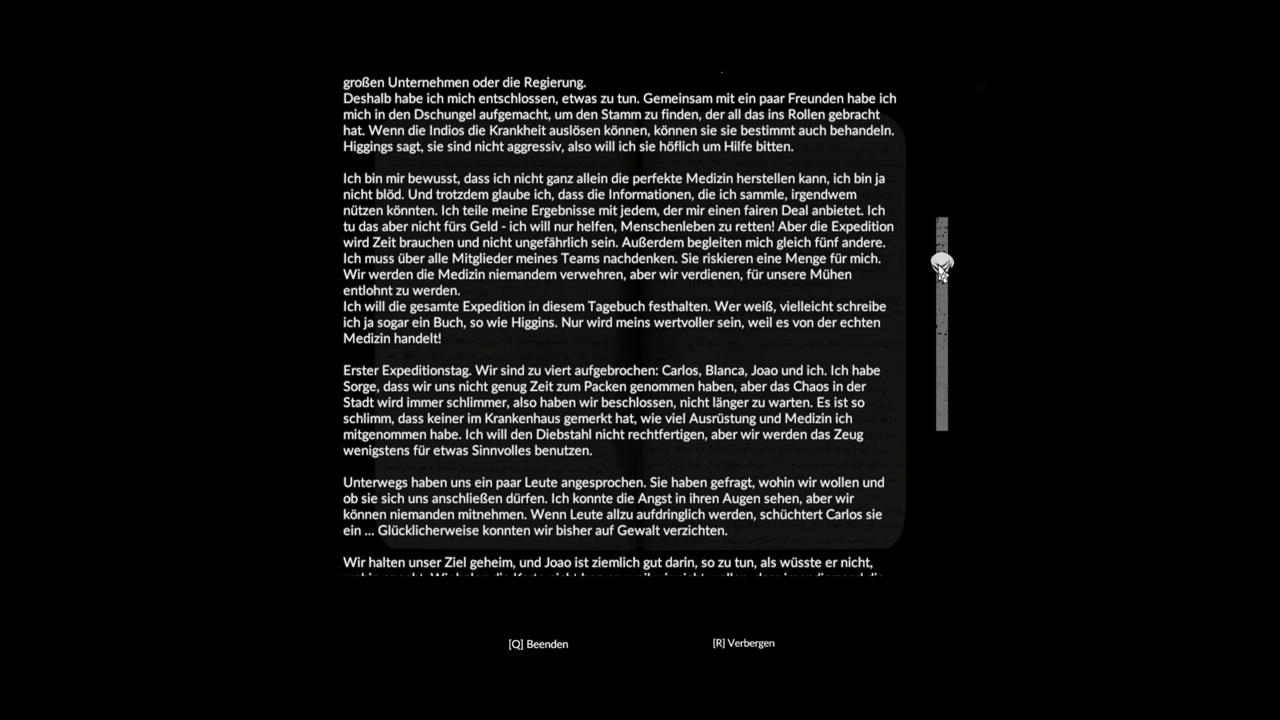 großen Unternehmen oder die Regierung.
Deshalb habe ich mich entschlossen, etwas zu tun. Gemeinsam mit ein paar Freunden habe ich
mich in den Dschungel aufgemacht, um den Stamm zu finden, der all das ins Rollen gebracht
hat. Wenn die Indios die Krankheit auslösen können, können sie sie bestimmt auch behandeln.
Higgings sagt, sie sind nicht aggressiv, also will ich sie höflich um Hilfe bitten.
Ich bin mir bewusst, dass ich nicht ganz allein die perfekte Medizin herstellen kann, ich bin ja
nicht blöd. Und trotzdem glaube ich, dass die Informationen, die ich sammle, irgendwem
nützen könnten. Ich teile meine Ergebnisse mit jedem, der mir einen fairen Deal anbietet. Ich
tu das aber nicht fürs Geld - ich will nur helfen, Menschenleben zu retten! Aber die Expedition
wird Zeit brauchen und nicht ungefährlich sein. Außerdem begleiten mich gleich fünf andere.
Ich muss über alle Mitglieder meines Teams nachdenken. Sie riskieren eine Menge für mich.
Wir werden die Medizin niemandem verwehren, aber wir verdienen, für unsere Mühen
entlohnt zu werden.
Ich will die gesamte Expedition in diesem Tagebuch festhalten. Wer weiß, vielleicht schreibe
ich ja sogar ein Buch, so wie Higgins. Nur wird meins wertvoller sein, weil es von der echten
Medizin handelt!
Erster Expeditionstag. Wir sind zu viert aufgebrochen: Carlos, Blanca, Joao und ich. Ich habe
Sorge, dass wir uns nicht genug Zeit zum Packen genommen haben, aber das Chaos in der
Stadt wird immer schlimmer, also haben wir beschlossen, nicht länger zu warten. Es ist so
schlimm, dass keiner im Krankenhaus gemerkt hat, wie viel Ausrüstung und Medizin ich
mitgenommen habe. Ich will den Diebstahl nicht rechtfertigen, aber wir werden das Zeug
wenigstens für etwas Sinnvolles benutzen.
Unterwegs haben uns ein paar Leute angesprochen. Sie haben gefragt, wohin wir wollen und
ob sie sich uns anschließen dürfen. Ich konnte die Angst in ihren Augen sehen, aber wir
können niemanden mitnehmen. Wenn Leute allzu aufdringlich werden, schüchtert Carlos sie
ein ... Glücklicherweise konnten wir bisher auf Gewalt verzichten.
Wir halten unser Ziel geheim, und Joao ist ziemlich gut darin, so zu tun, als wüsste er nicht,
[Q] Beenden
[R] Verbergen